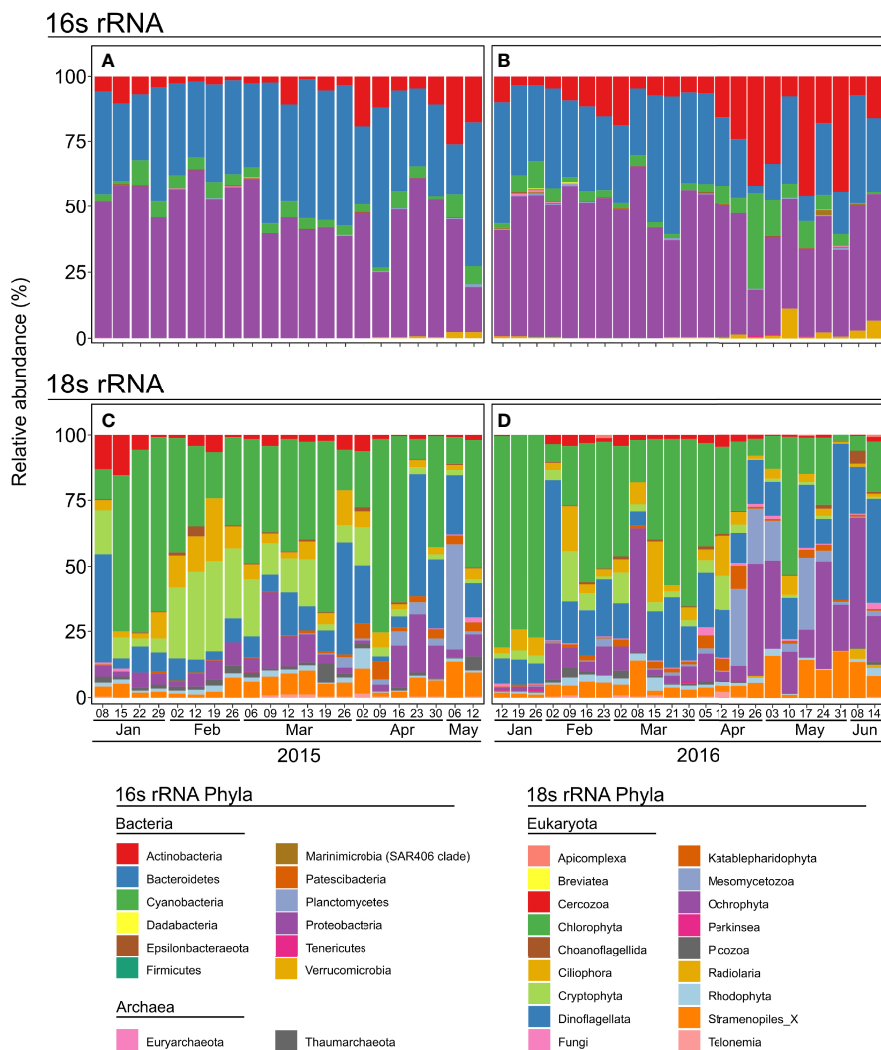 16s rRNA
A
B
100
75
50
25
0
Relative abundance (%)
18s rRNA
C
D
100
75
50
25
0
08 15 22 29 02 12 19 26 06 09 12 13 19 26 02 09 16 23 30 06 12
12 19 26 02 09 16 23 02 08 15 21 30 05 12 19 26 03 10 17 24 31 08 14
Jan Feb Mar Apr May
Jan Feb Mar Apr May Jun
2015
2016
16s rRNA Phyla
Bacteria
Actinobacteria
Bacteroidetes
Cyanobacteria
Dadabacteria
Epsilonbacteraeota
Firmicutes
Marinimicrobia (SAR406 clade)
Patescibacteria
Planctomycetes
Proteobacteria
Tenericutes
Verrucomicrobia
Archaea
Euryarchaeota
Thaumarchaeota
18s rRNA Phyla
Eukaryota
Apicomplexa
Breviatea
Cercozoa
Chlorophyta
Choanoflagellida
Ciliophora
Cryptophyta
Dinoflagellata
Fungi
Katablepharidophyta
Mesomycetozoa
Ochrophyta
Perkinsea
Picozoa
Radiolaria
Rhodophyta
Stramenopiles_X
Telonemia